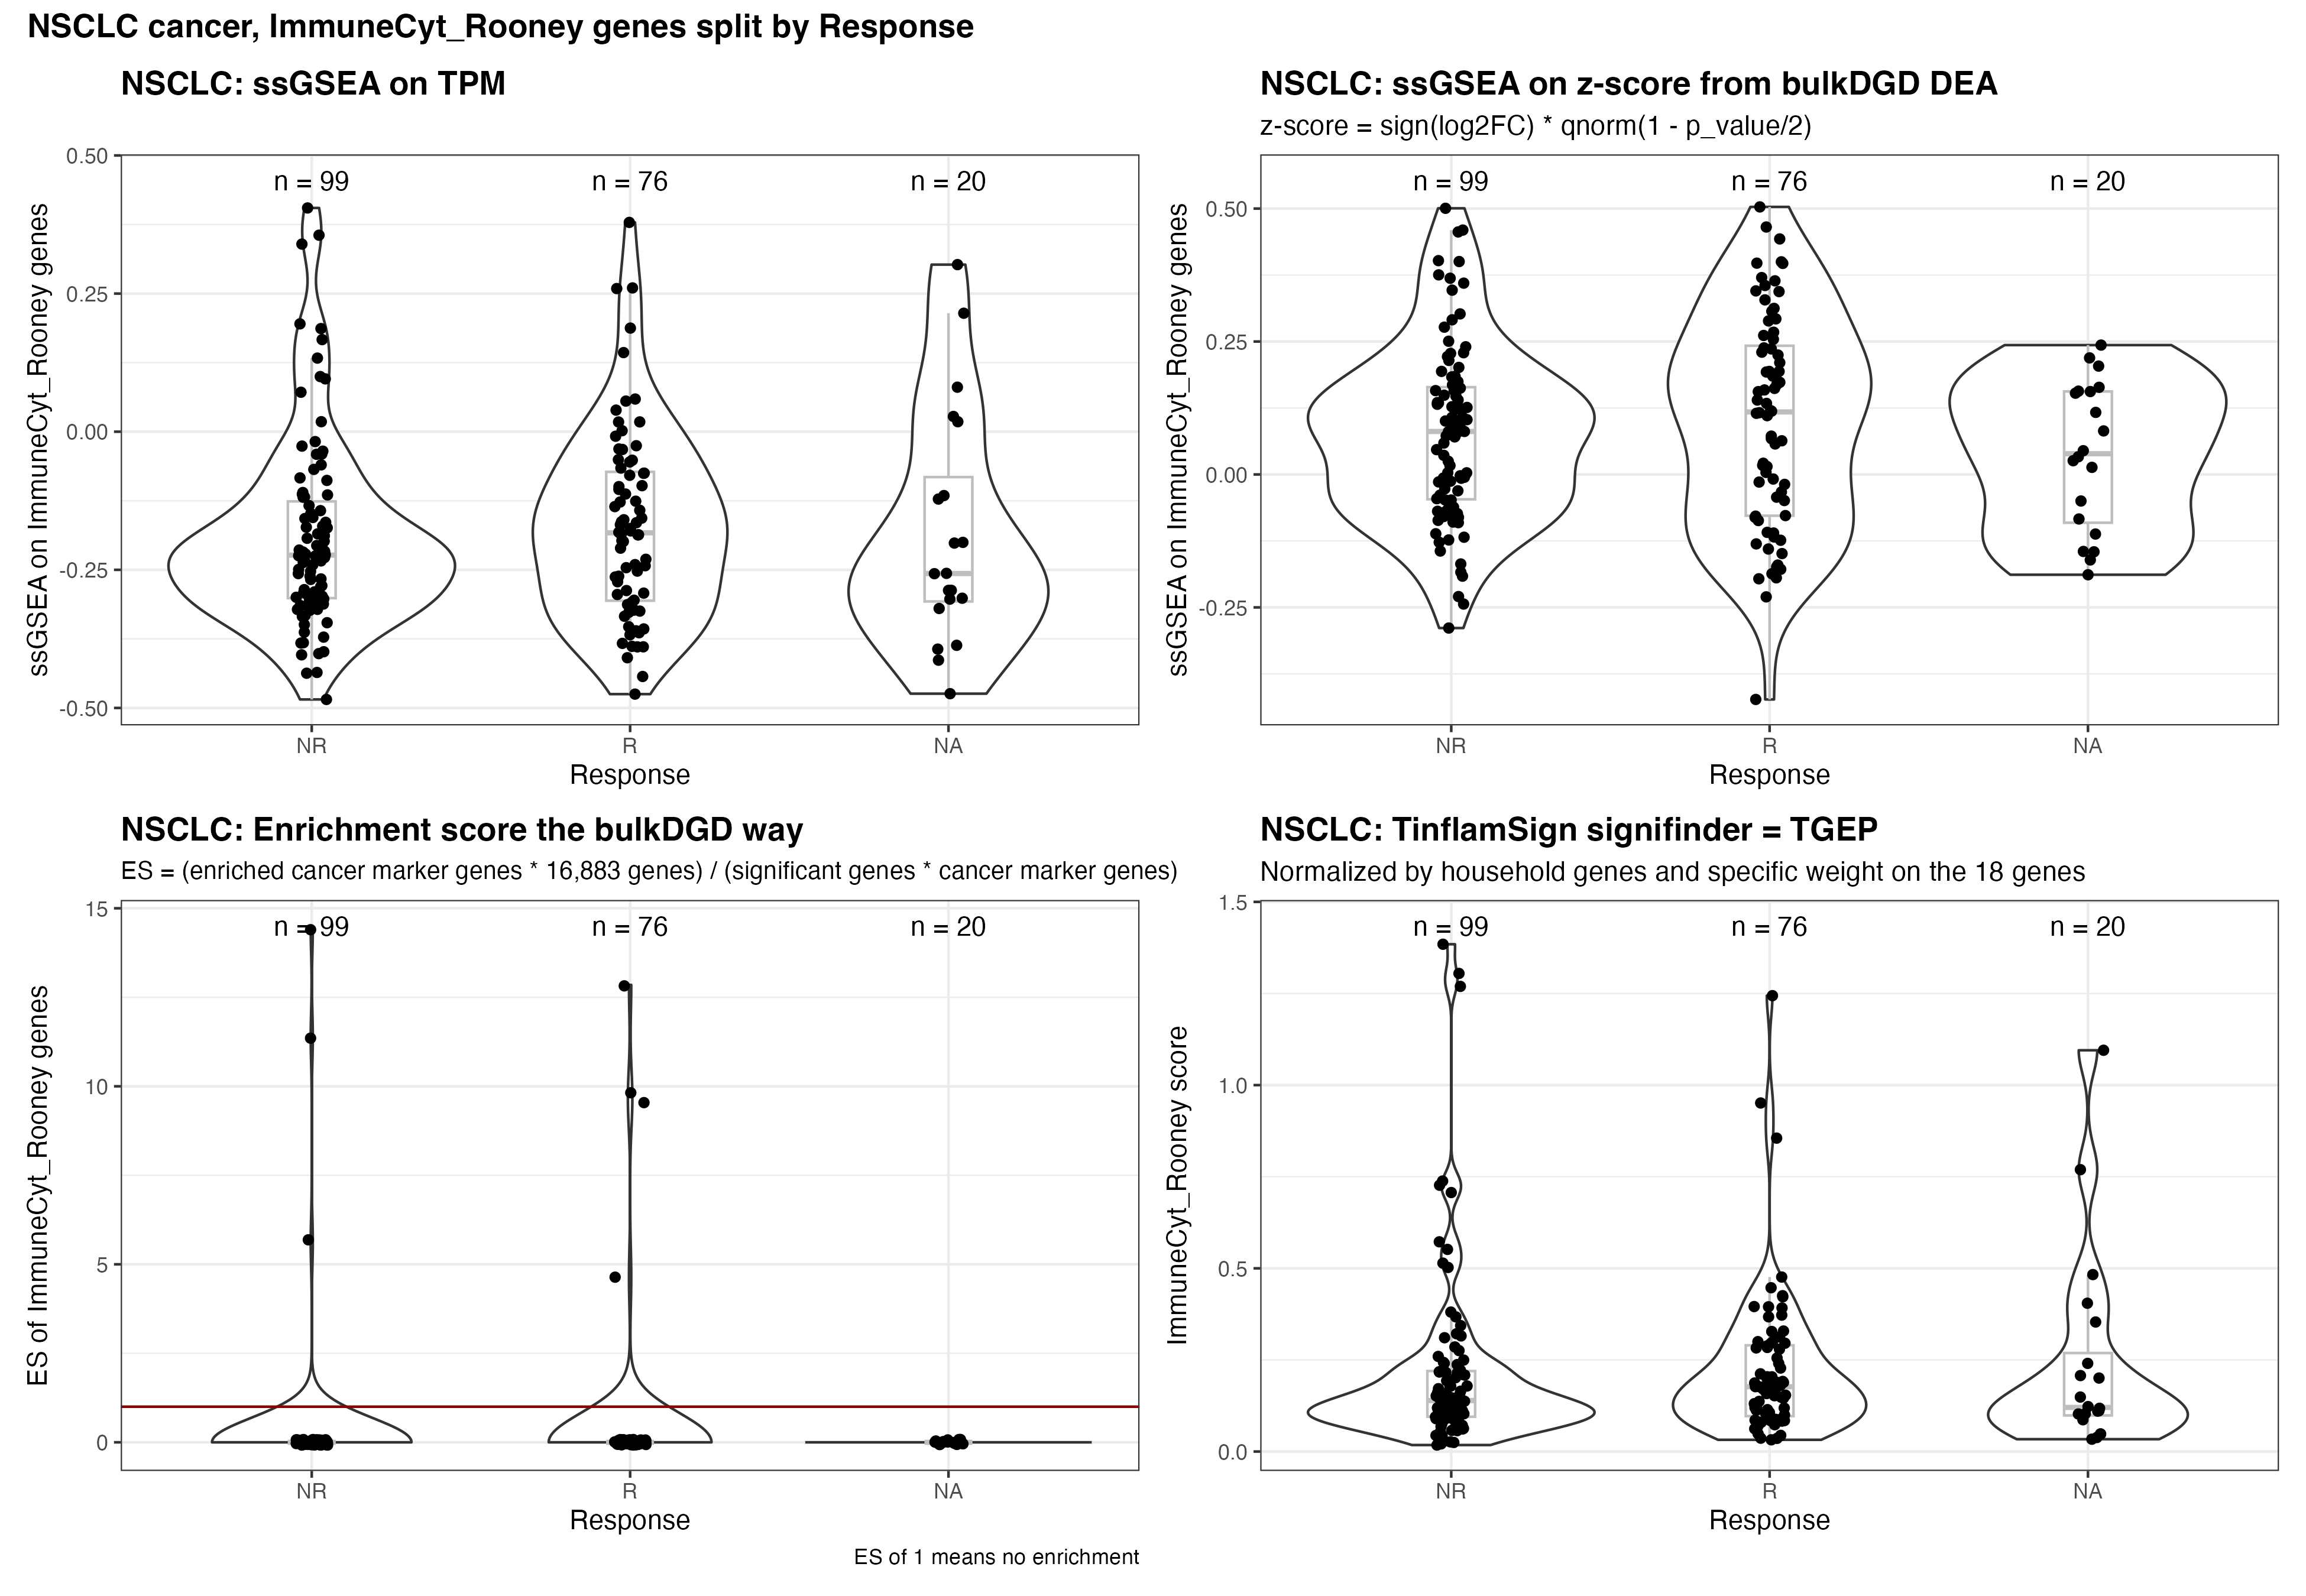 NSCLC cancer, ImmuneCyt_Rooney genes split by Response
NSCLC: ssGSEA on TPM
ssGSEA on ImmuneCyt_Rooney genes
0.50
0.25
0.00
-0.25
-0.50
n = 99
n = 76
n = 20
NR
R
NA
Response
NSCLC: ssGSEA on z-score from bulkDGD DEA
z-score = sign(log2FC) * qnorm(1 - p_value/2)
ssGSEA on ImmuneCyt_Rooney genes
0.50
0.25
0.00
-0.25
n = 99
n = 76
n = 20
NR
R
NA
Response
NSCLC: Enrichment score the bulkDGD way
ES = (enriched cancer marker genes * 16,883 genes) / (significant genes * cancer marker genes)
ES of ImmuneCyt_Rooney genes
15
10
5
0
n = 99
n = 76
n = 20
NR
R
NA
Response
ES of 1 means no enrichment
NSCLC: TinflamSign signifinder = TGEP
Normalized by household genes and specific weight on the 18 genes
ImmuneCyt_Rooney score
1.5
1.0
0.5
0.0
n = 99
n = 76
n = 20
NR
R
NA
Response